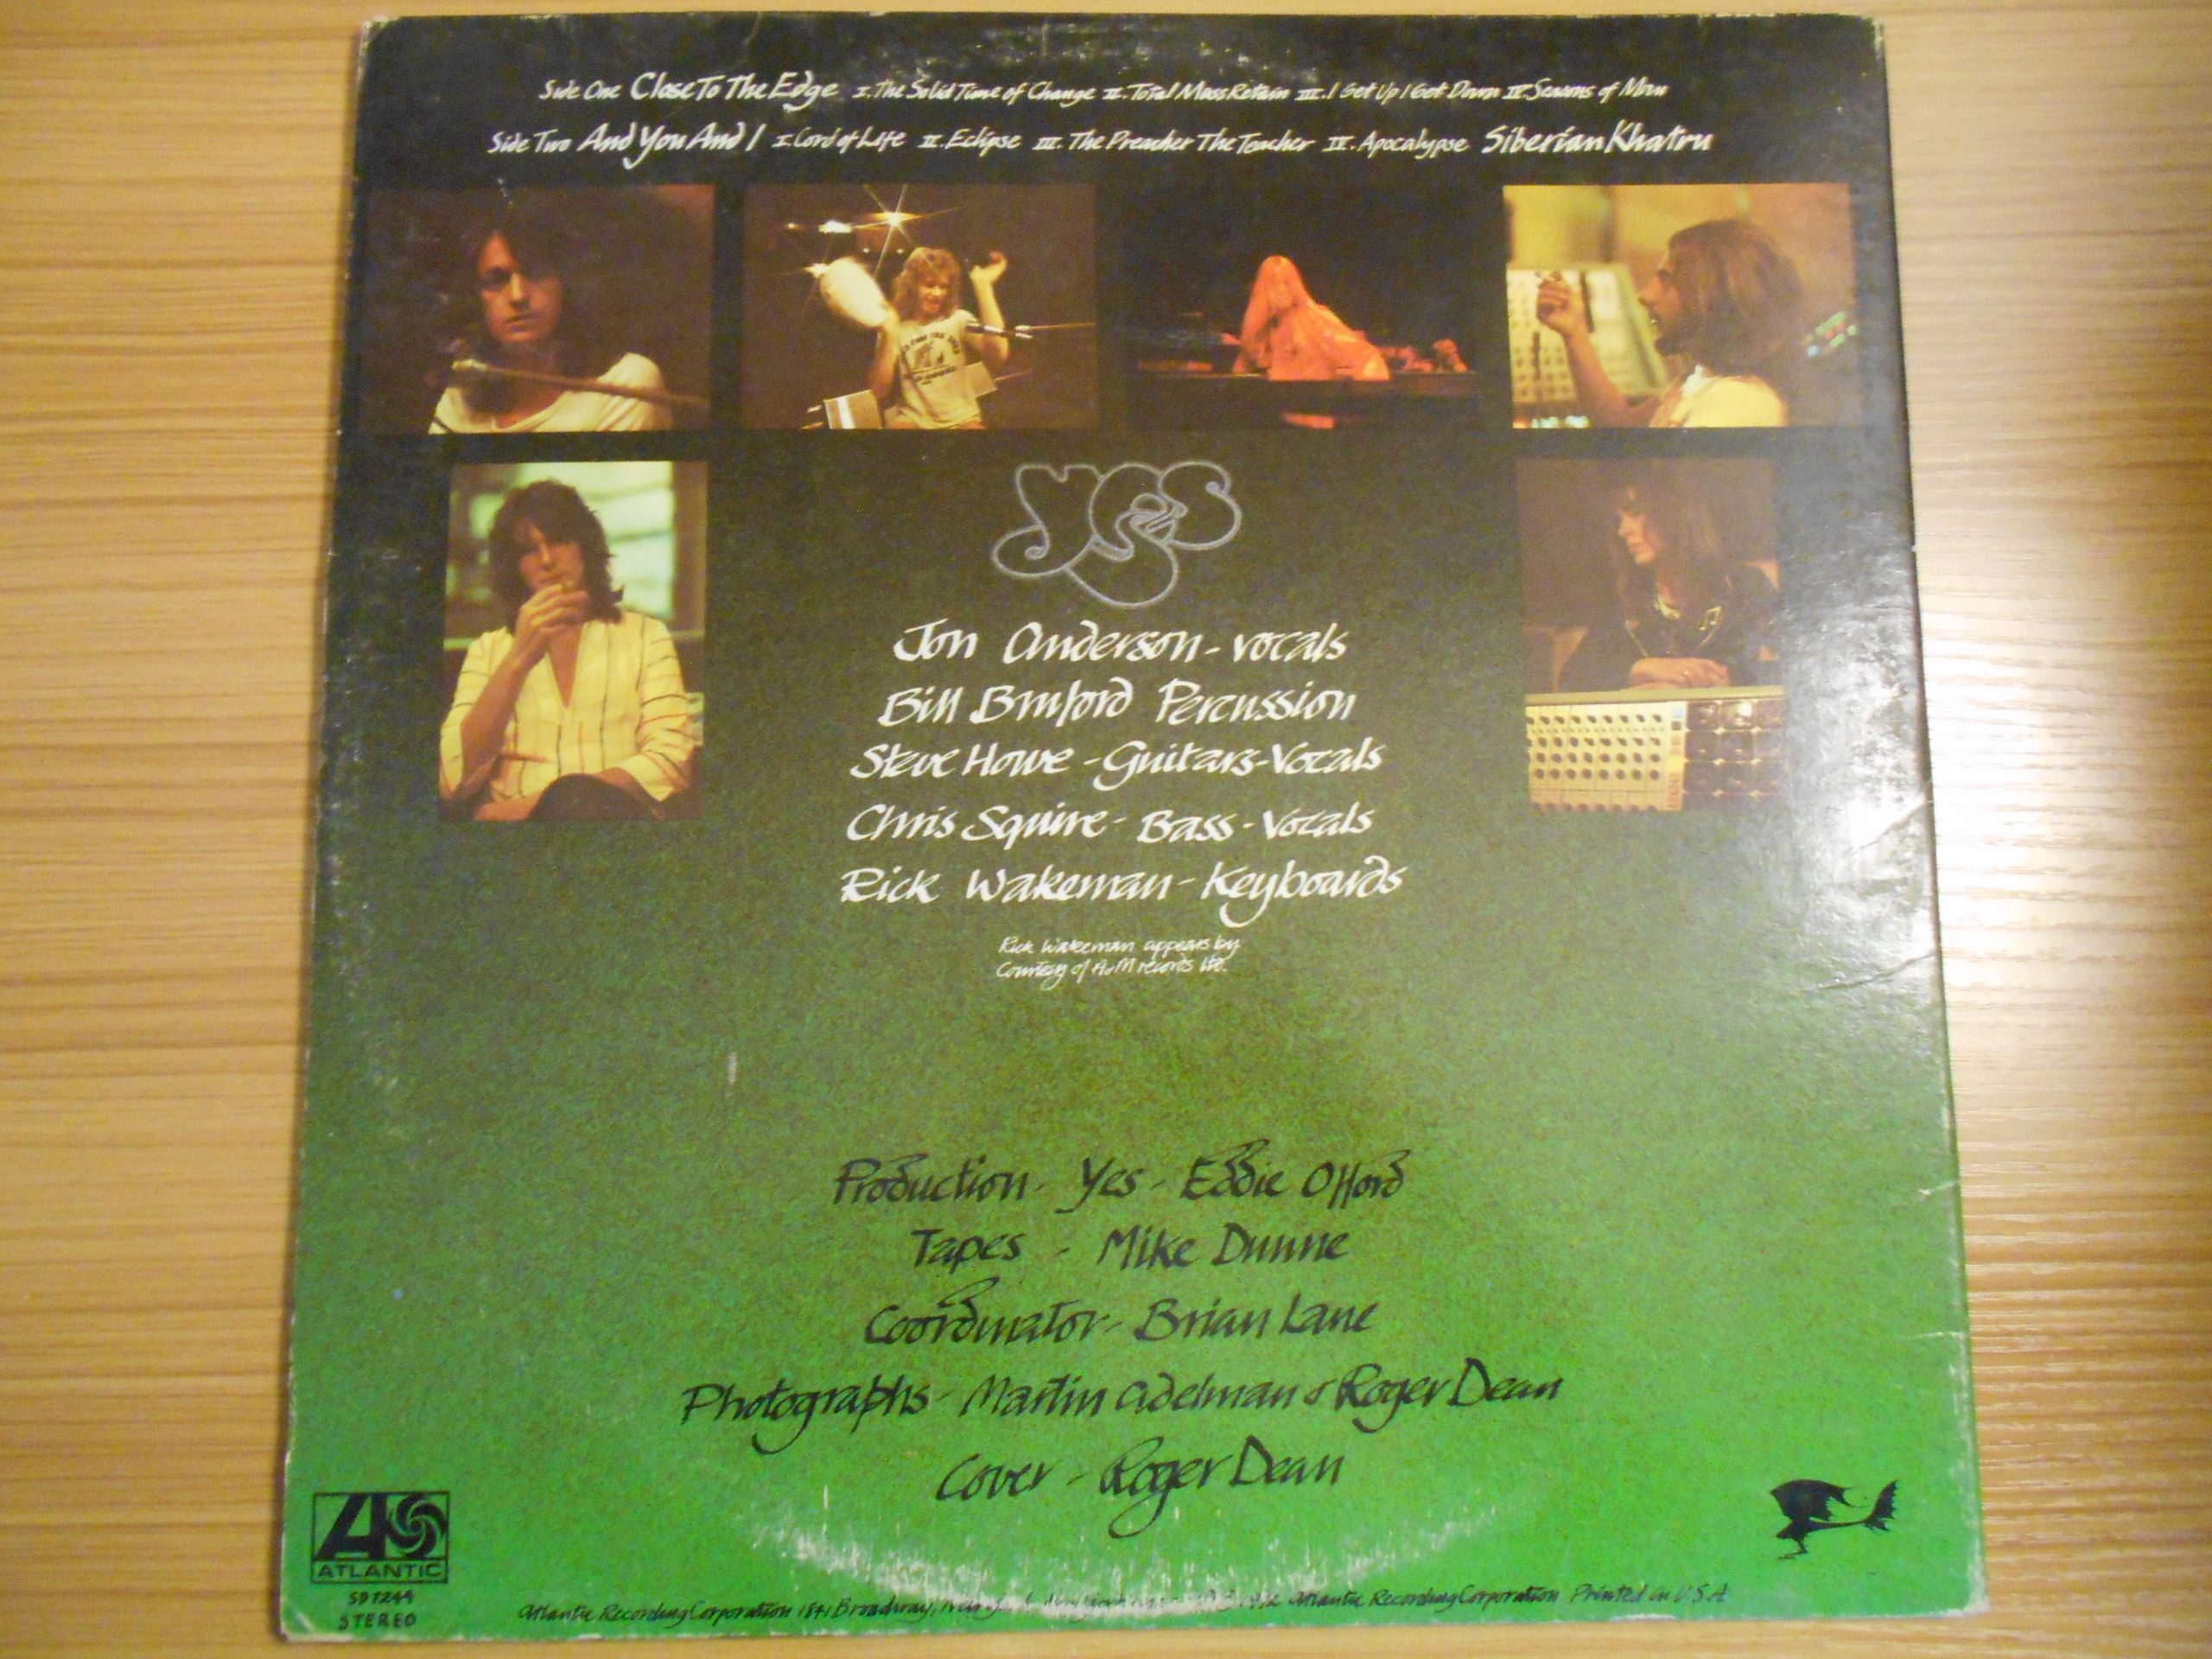 Side One Close To The Edge I. The Solid Time of Change II. Total Mass Retain III. I Get Up I Get Down IV. Seasons of Man
Side Two And You And I I. Cord of Life II. Eclipse III. The Preacher The Teacher IV. Apocalypse Siberian Khatru
yes
Jon Anderson - vocals
Bill Bruford Percussion
Steve Howe - Guitars - Vocals
Chris Squire - Bass - Vocals
Rick Wakeman - Keyboards
Rick Wakeman appears by
Courtesy of A&M records ltd.
Production - Yes - Eddie Offord
Tapes - Mike Dunne
Coordinator - Brian Lane
Photographs - Martin Adelman & Roger Dean
Cover - Roger Dean
ATLANTIC
SD 7244
STEREO
Atlantic Recording Corporation 1841 Broadway, Atlantic Recording Corporation Printed in U.S.A